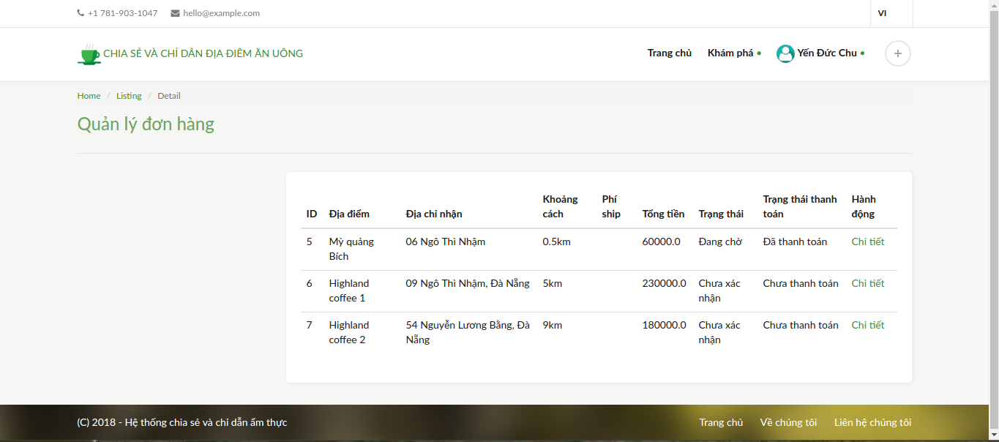 +1 781-903-1047 hello@example.com VI
CHIA SẺ VÀ CHỈ DẪN ĐỊA ĐIỂM ĂN UỐNG Trang chủ Khám phá Yến Đức Chu +
Home / Listing / Detail
Quản lý đơn hàng
Khoảng Phí Trạng thái thanh Hành
ID Địa điểm Địa chỉ nhận cách ship Tổng tiền Trạng thái toán động
5 Mỳ quảng 06 Ngô Thì Nhậm 0.5km 60000.0 Đang chờ Đã thanh toán Chi tiết
Bích
6 Highland 09 Ngô Thì Nhậm, Đà Nẵng 5km 230000.0 Chưa xác Chưa thanh toán Chi tiết
coffee 1 nhận
7 Highland 54 Nguyễn Lương Bằng, Đà 9km 180000.0 Chưa xác Chưa thanh toán Chi tiết
coffee 2 Nẵng nhận
(C) 2018 - Hệ thống chia sẻ và chỉ dẫn ẩm thực Trang chủ Về chúng tôi Liên hệ chúng tôi